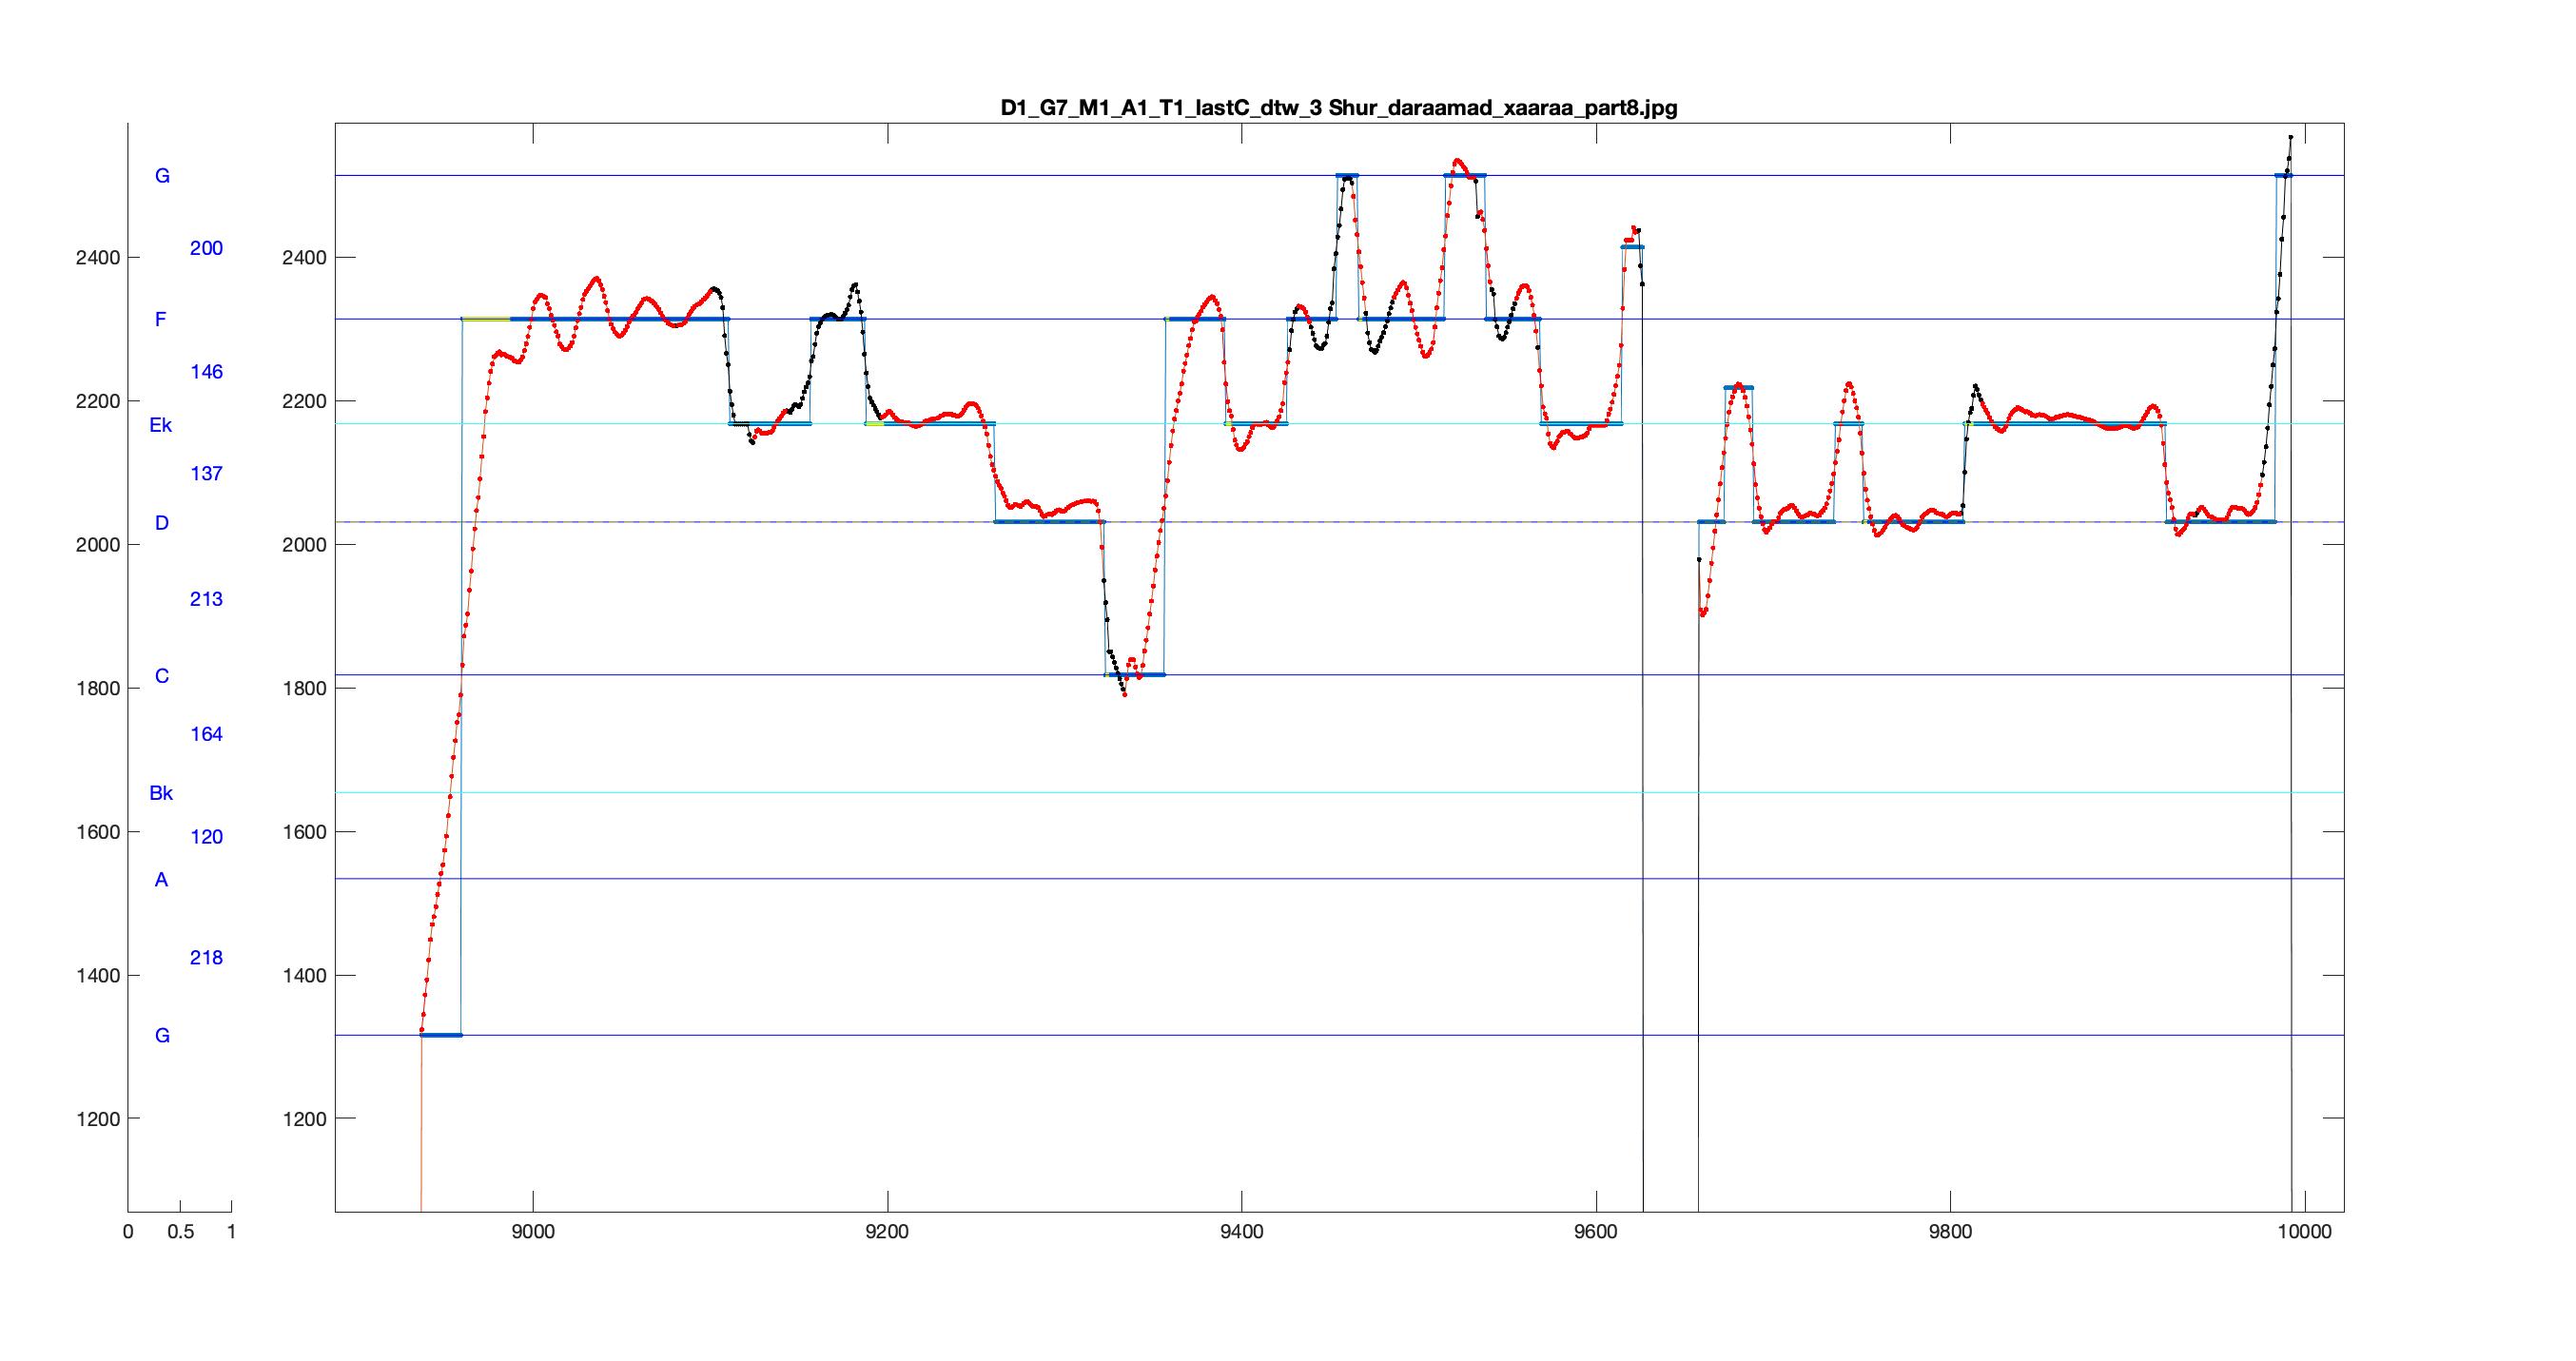 D1_G7_M1_A1_T1_lastC_dtw_3 Shur_daraamad_xaaraa_part8.jpg
G
200
2400 2400
F
146
2200 2200
Ek
137
D
2000 2000
213
C
1800 1800
164
Bk
1600 120 1600
A
218
1400 1400
G
1200 1200
0 0.5 1 9000 9200 9400 9600 9800 10000